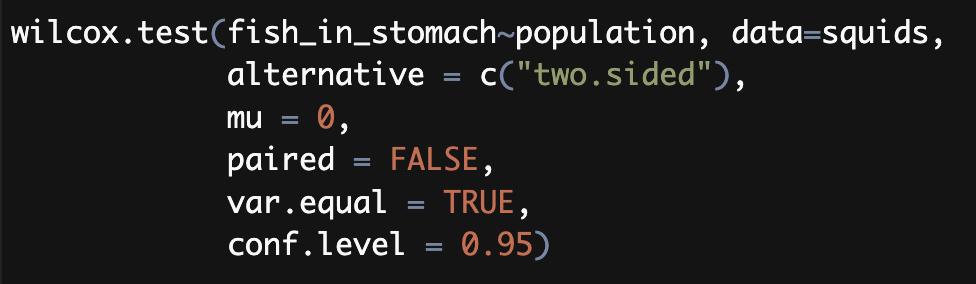 wilcox.test(fish_in_stomach~population, data=squids,
alternative = c("two.sided"),
mu = 0,
paired = FALSE,
var.equal = TRUE,
conf.level = 0.95)